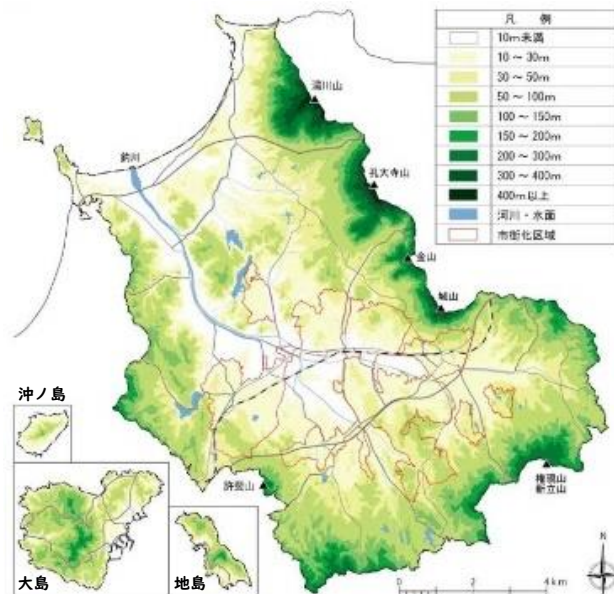 凡 例
10m未満
10 ～ 30m
30 ～ 50m
50 ～ 100m
100 ～ 150m
150 ～ 200m
200 ～ 300m
300 ～ 400m
400m以上
河川・水面
市街化区域
湯川山
釣川
孔大寺山
金山
城山
沖ノ島
大島
地島
許斐山
権現山
新立山
N
0 2 4km